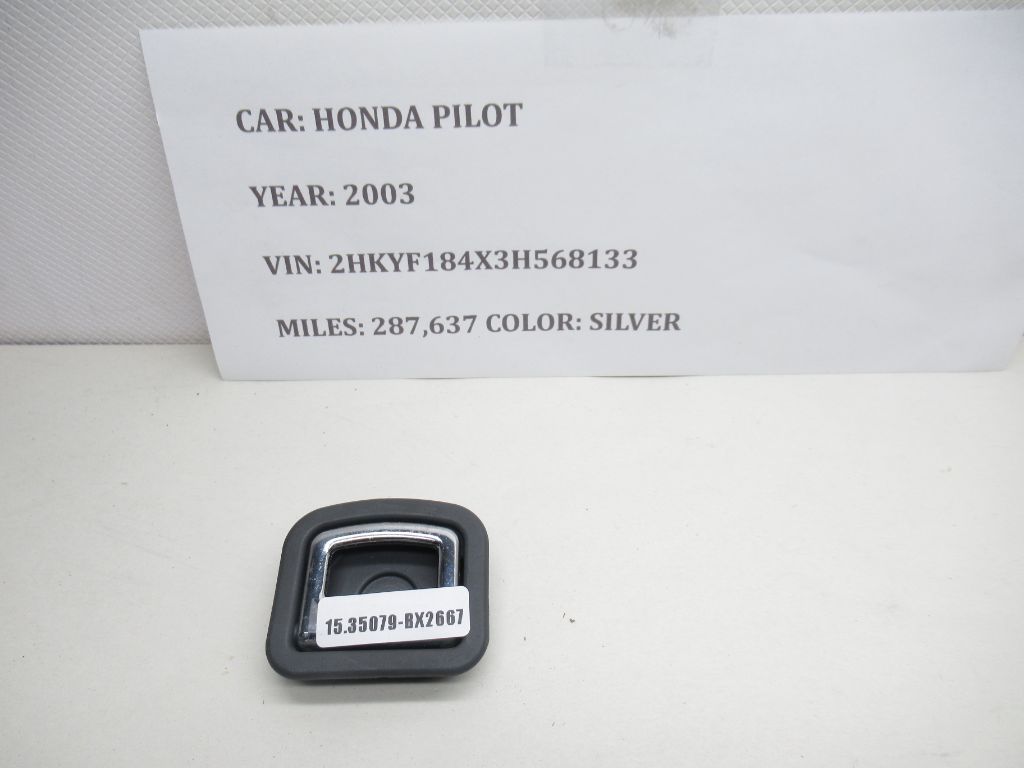 CAR: HONDA PILOT
YEAR: 2003
VIN: 2HKYF184X3H568133
MILES: 287,637 COLOR: SILVER
15.35079-BX2667